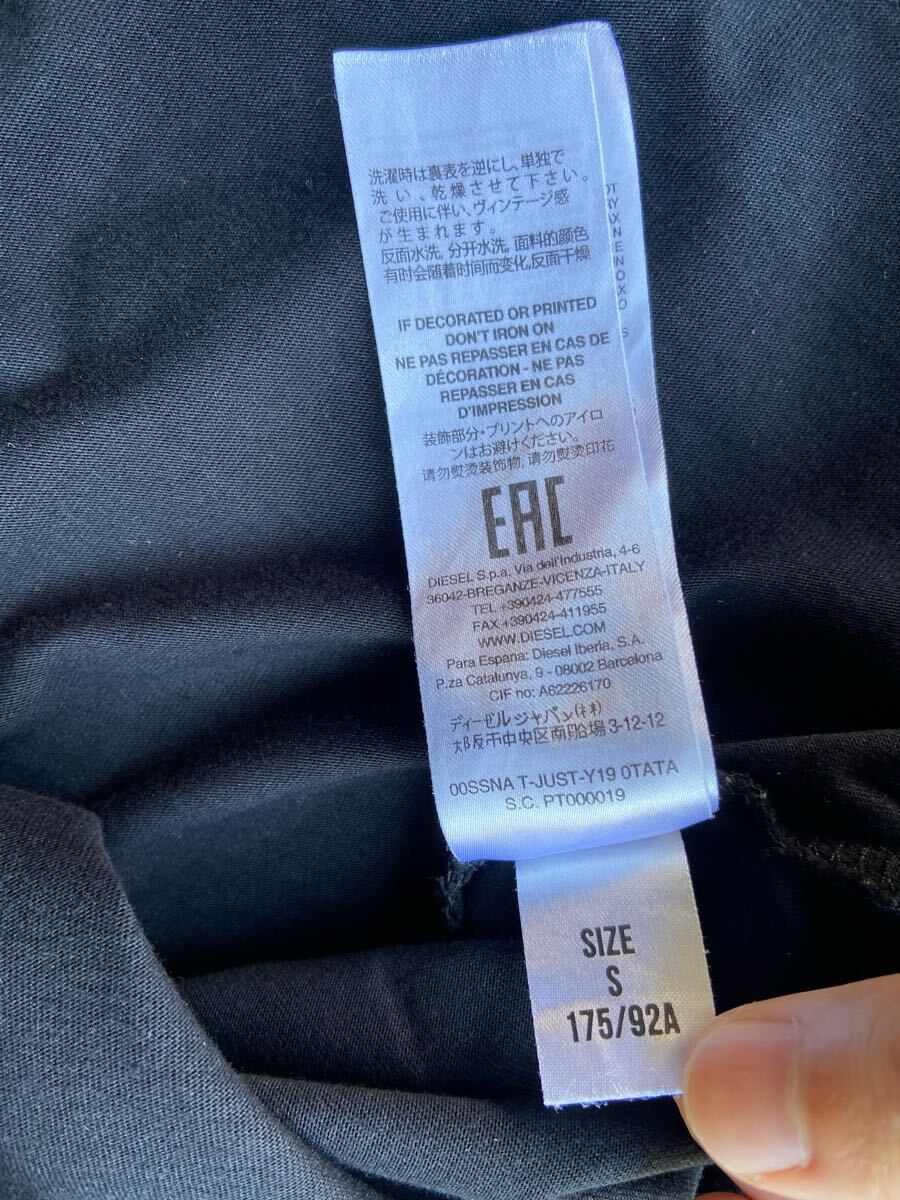 洗濯時は裏表を逆にし、単独で
洗い、乾燥させて下さい。
ご使用に伴い、ヴィンテージ感
が生まれます。
反面水洗, 分开水洗, 面料的颜色
有时会随着时间而变化,反面干燥
IF DECORATED OR PRINTED
DON'T IRON ON
NE PAS REPASSER EN CAS DE
DÉCORATION - NE PAS
REPASSER EN CAS
D'IMPRESSION
装飾部分・プリントへのアイロ
ンはお避けください。
请勿熨烫装饰物, 请勿熨烫印花
EAC
DIESEL S.p.a. Via dell'Industria, 4-6
36042-BREGANZE-VICENZA-ITALY
TEL +390424-477555
FAX +390424-411955
WWW.DIESEL.COM
Para Espana: Diesel Iberia, S.A.
P.za Catalunya, 9 - 08002 Barcelona
CIF no: A62226170
ディーゼルジャパン(株)
大阪市中央区南船場3-12-12
00SSNA T-JUST-Y19 0TATA
S.C. PT000019
SIZE
S
175/92A